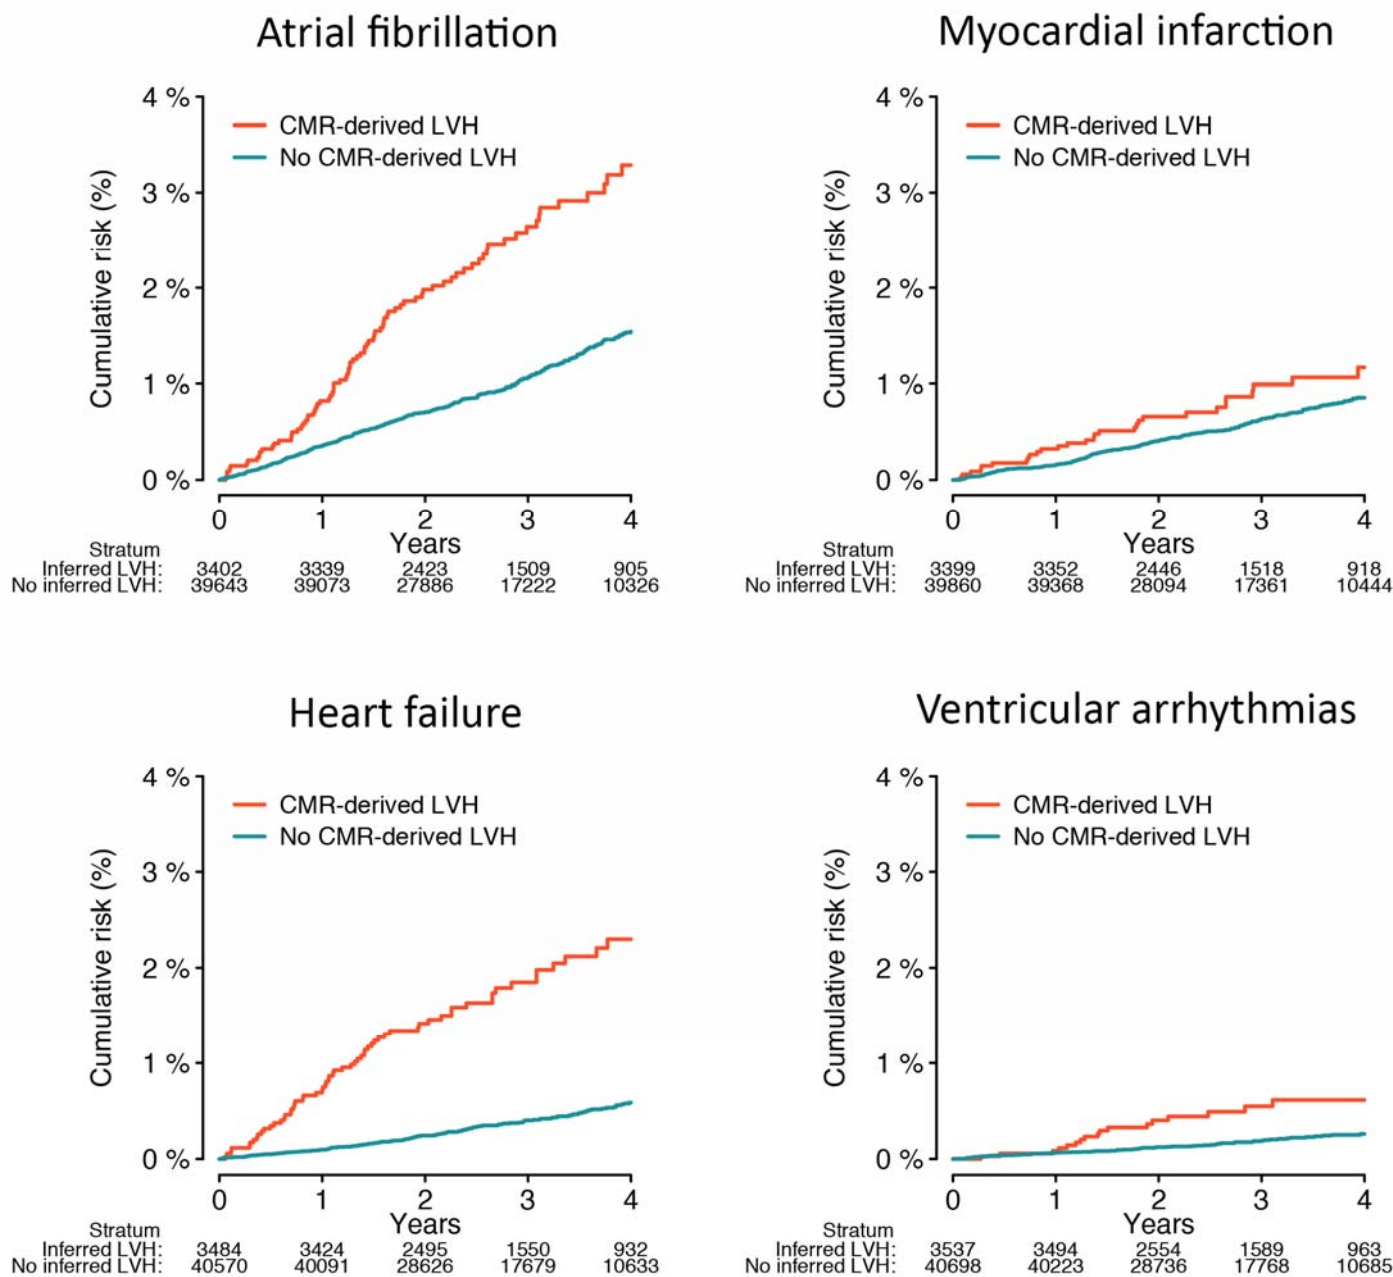 Atrial fibrillation
4 %
3 %
2 %
1 %
0 %
Cumulative risk (%)
CMR-derived LVH
No CMR-derived LVH
0 1 2 3 4
Years
Stratum
Inferred LVH: 3402 3339 2423 1509 905
No inferred LVH: 39643 39073 27886 17222 10326
Myocardial infarction
4 %
3 %
2 %
1 %
0 %
Cumulative risk (%)
CMR-derived LVH
No CMR-derived LVH
0 1 2 3 4
Years
Stratum
Inferred LVH: 3399 3352 2446 1518 918
No inferred LVH: 39860 39368 28094 17361 10444
Heart failure
4 %
3 %
2 %
1 %
0 %
Cumulative risk (%)
CMR-derived LVH
No CMR-derived LVH
0 1 2 3 4
Years
Stratum
Inferred LVH: 3484 3424 2495 1550 932
No inferred LVH: 40570 40091 28626 17679 10633
Ventricular arrhythmias
4 %
3 %
2 %
1 %
0 %
Cumulative risk (%)
CMR-derived LVH
No CMR-derived LVH
0 1 2 3 4
Years
Stratum
Inferred LVH: 3537 3494 2554 1589 963
No inferred LVH: 40698 40223 28736 17768 10685